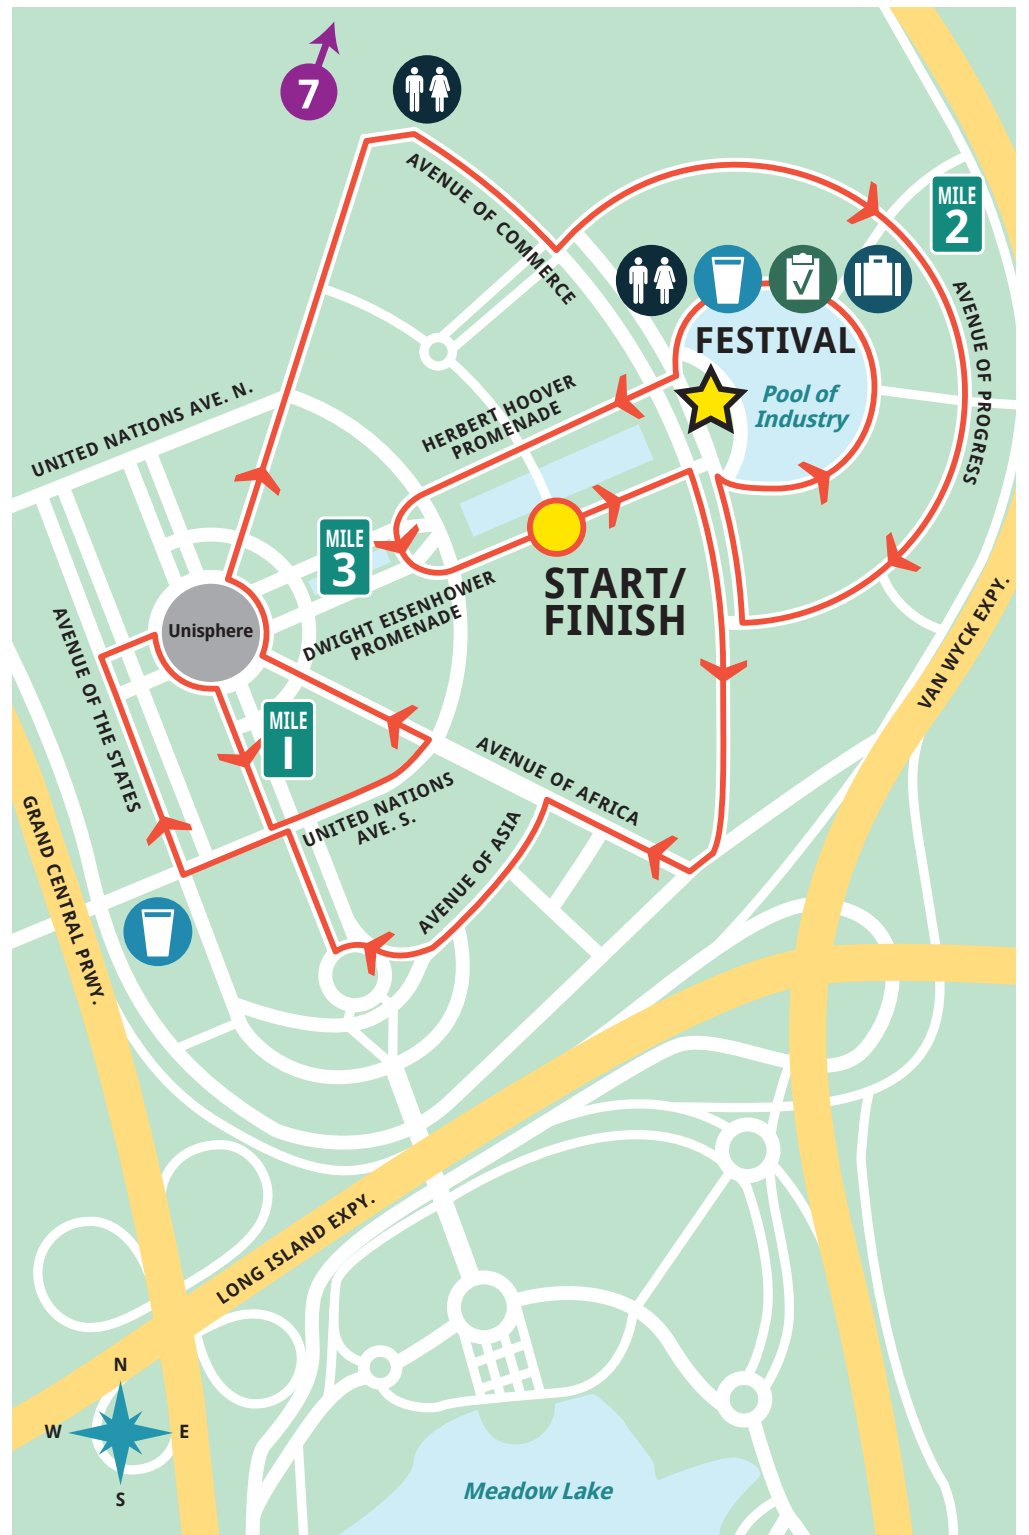 7
AVENUE OF COMMERCE
MILE
2
FESTIVAL
Pool of
Industry
AVENUE OF PROGRESS
HERBERT HOOVER
PROMENADE
UNITED NATIONS AVE. N.
MILE
3
START/
FINISH
DWIGHT EISENHOWER
PROMENADE
Unisphere
AVENUE OF THE STATES
MILE
1
VAN WYCK EXPY.
AVENUE OF AFRICA
UNITED NATIONS
AVE. S.
AVENUE OF ASIA
GRAND CENTRAL PRWY.
LONG ISLAND EXPY.
N
W
E
S
Meadow Lake